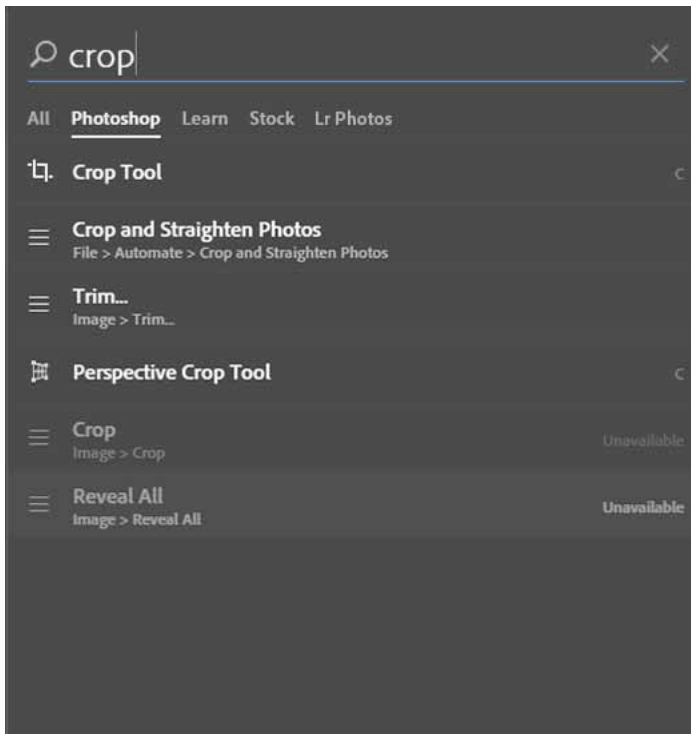 crop
All Photoshop Learn Stock Lr Photos
Crop Tool C
Crop and Straighten Photos
File > Automate > Crop and Straighten Photos
Trim...
Image > Trim...
Perspective Crop Tool C
Crop
Image > Crop Unavailable
Reveal All
Image > Reveal All Unavailable